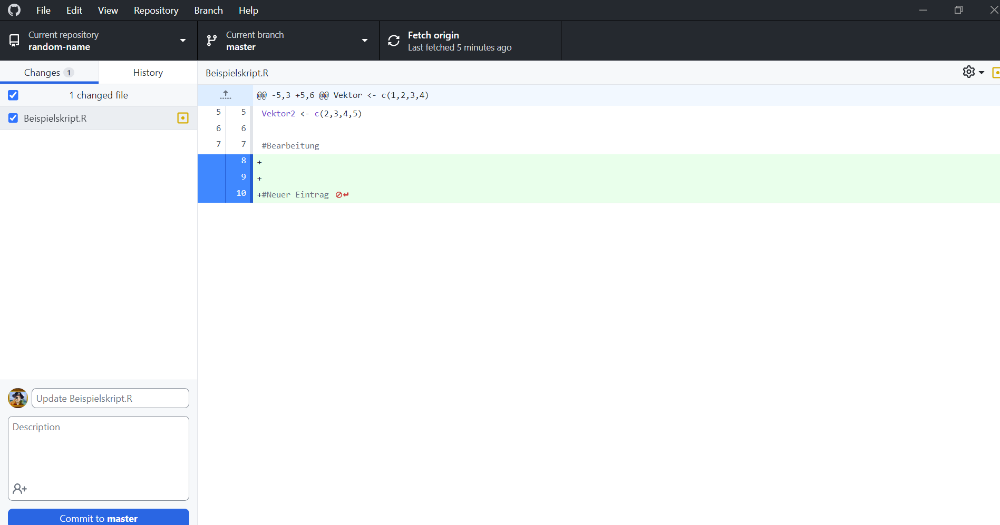 File Edit View Repository Branch Help
Current repository
random-name
Current branch
master
Fetch origin
Last fetched 5 minutes ago
Changes 1
History
Beispielskript.R
1 changed file
Beispielskript.R
@@ -5,3 +5,6 @@ Vektor <- c(1,2,3,4)
5 5 Vektor2 <- c(2,3,4,5)
6 6
7 7 #Bearbeitung
8 +
9 +
10 +#Neuer Eintrag
Update Beispielskript.R
Description
Commit to master